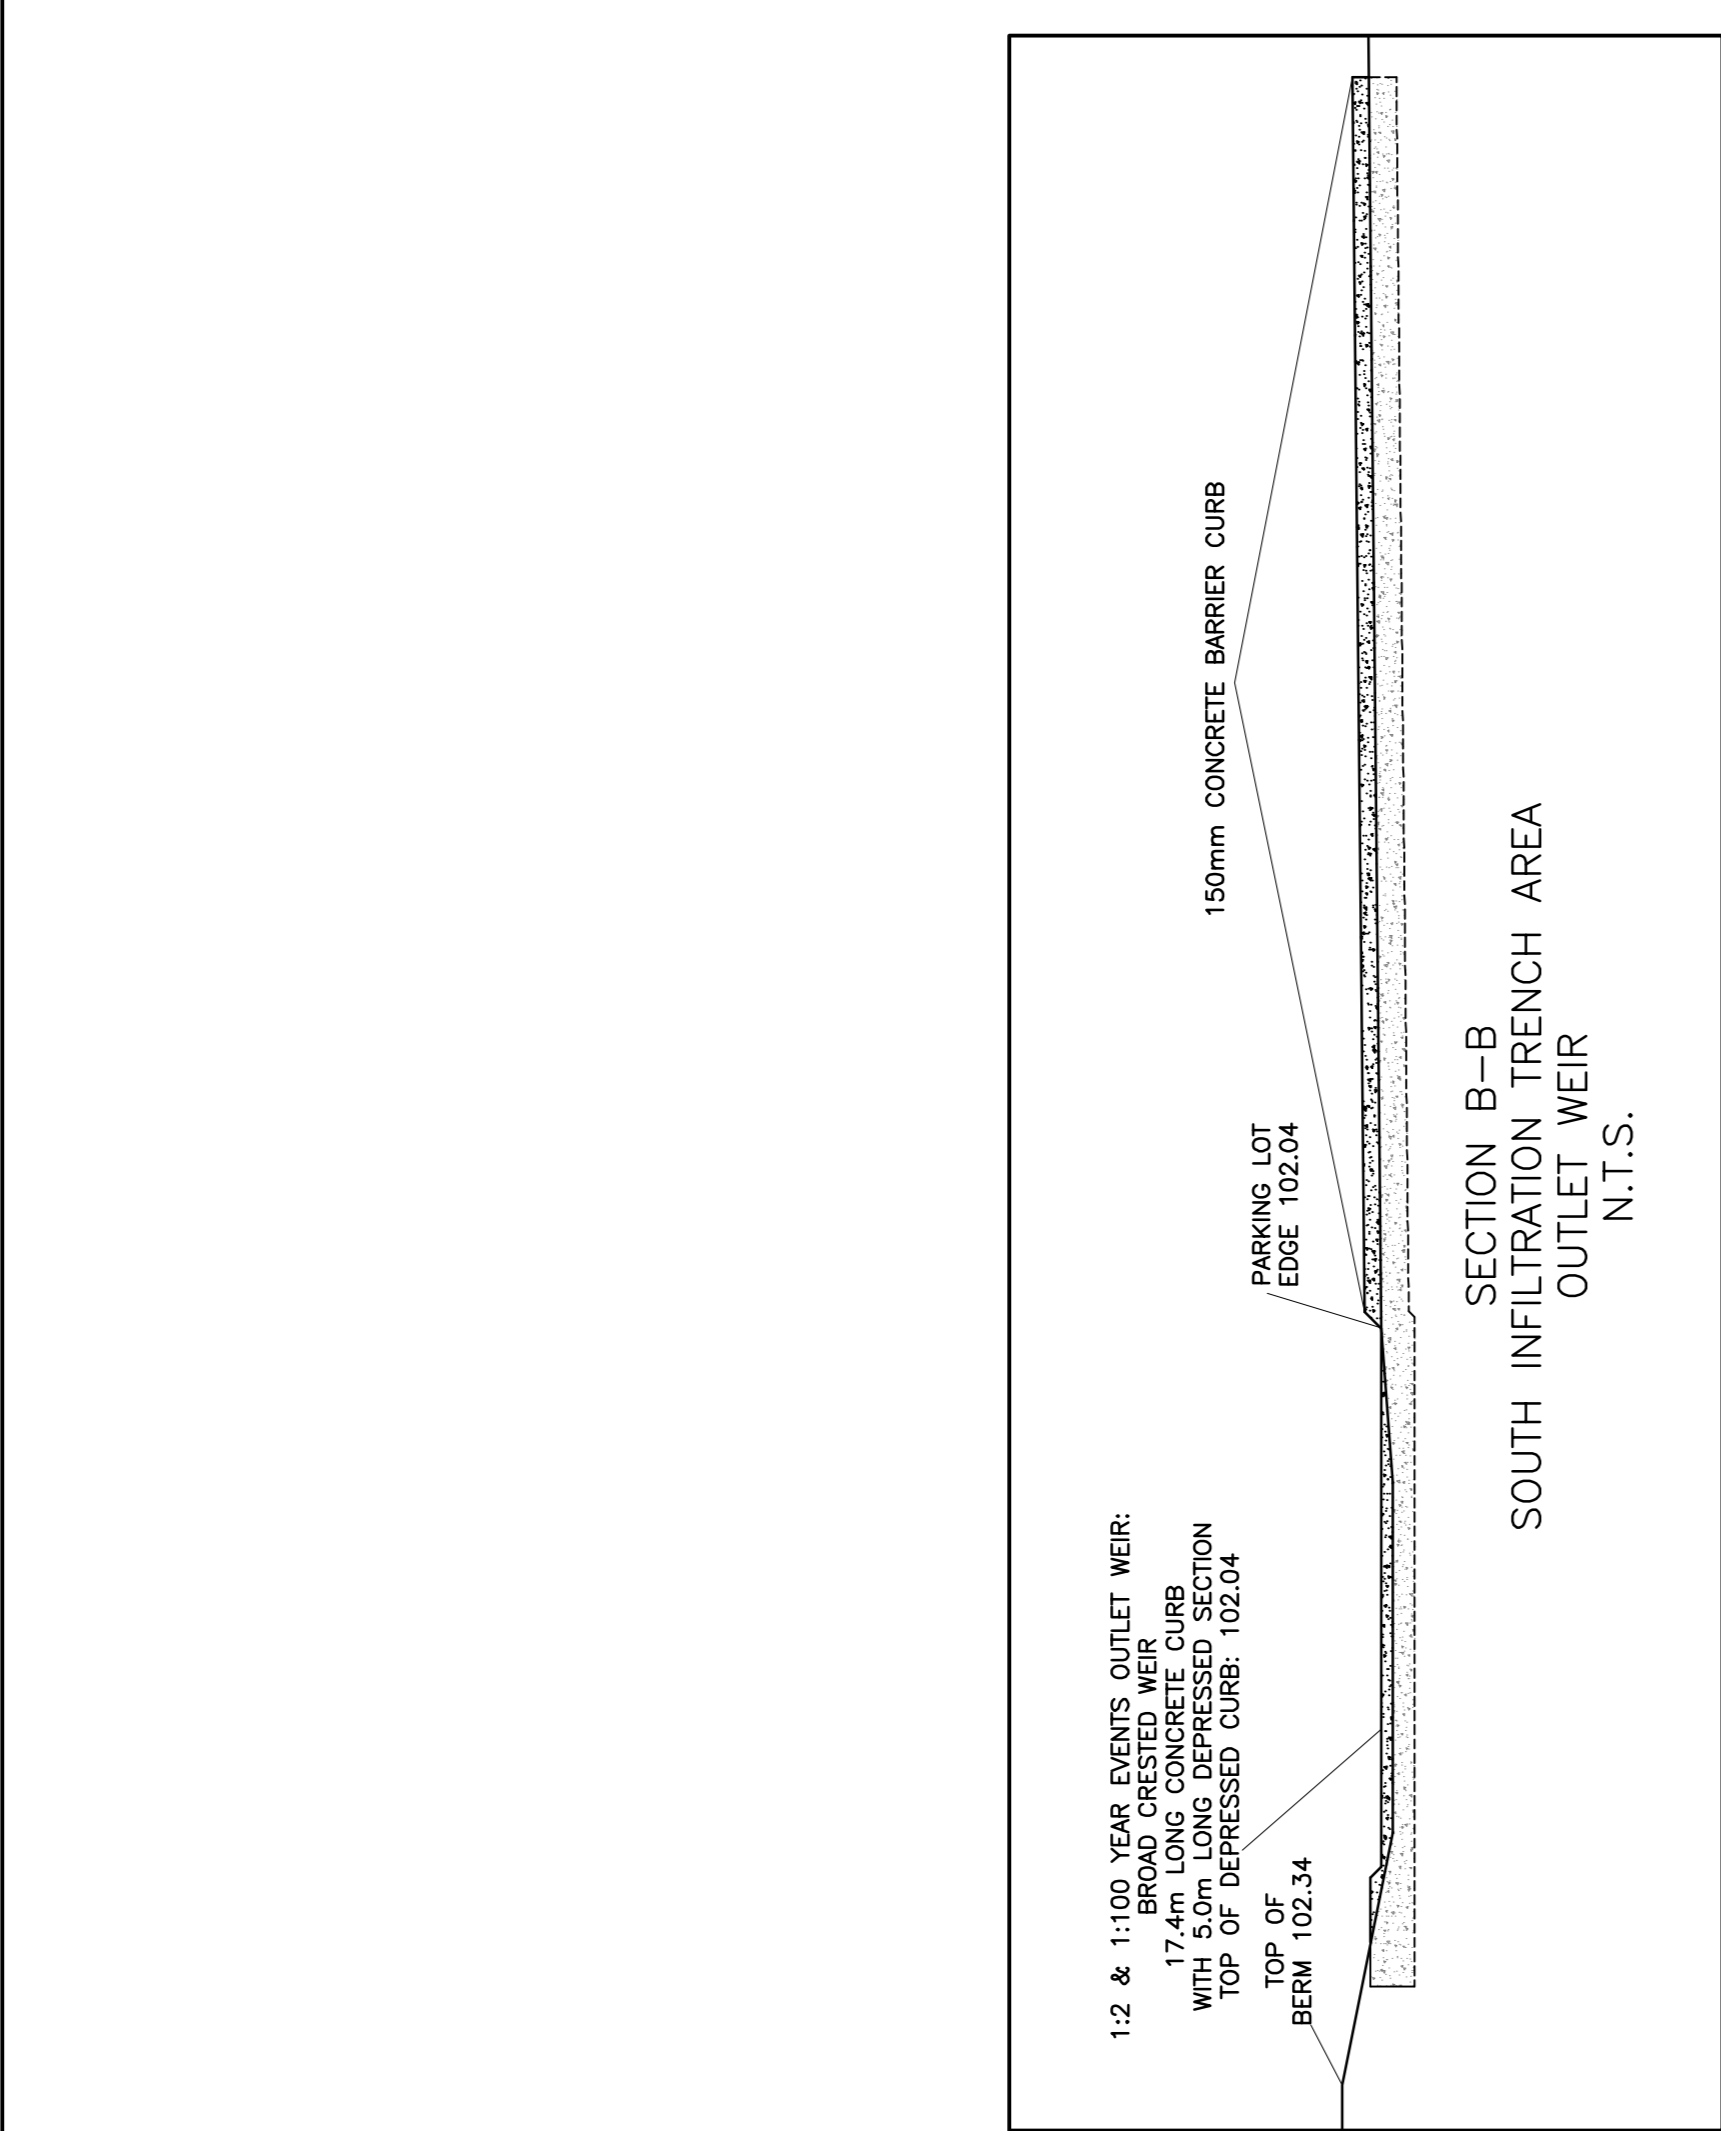 1:2 & 1:100 YEAR EVENTS OUTLET WEIR:
BROAD CRESTED WEIR
17.4m LONG CONCRETE CURB
WITH 5.0m LONG DEPRESSED SECTION
TOP OF DEPRESSED CURB: 102.04
TOP OF
BERM 102.34
PARKING LOT
EDGE 102.04
150mm CONCRETE BARRIER CURB
SECTION B-B
SOUTH INFILTRATION TRENCH AREA
OUTLET WEIR
N.T.S.